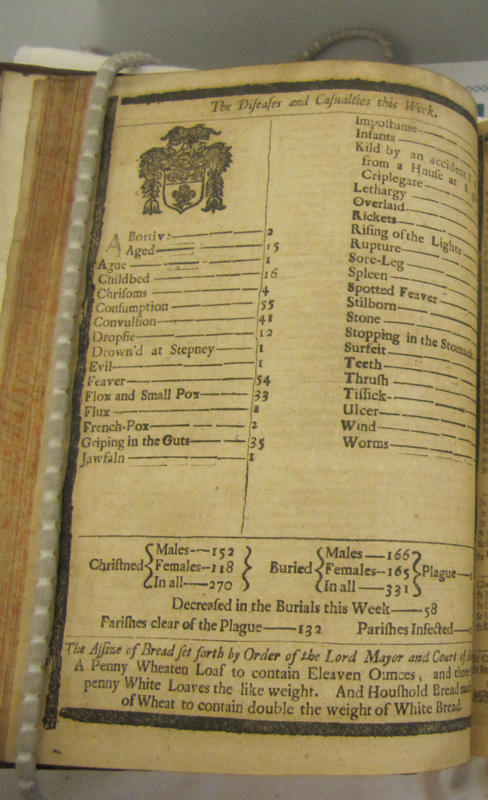 The Diſeaſes and Caſualties this Week.
Abortive 2
Aged 15
Ague 1
Childbed 16
Chriſoms 4
Conſumption 55
Convulſion 41
Dropſie 12
Drown'd at Stepney 1
Evil 1
Feaver 54
Flox and Small Pox 33
Flux 2
French-Pox 2
Griping in the Guts 35
Jawfaln 1
Impoſtume
Infants
Kild by an accident
from a Houſe at S.
Criplegate
Lethargy
Overlaid
Rickets
Riſing of the Lights
Rupture
Sore-Leg
Spleen
Spotted Feaver
Stilborn
Stone
Stopping in the Stomack
Surfeit
Teeth
Thruſh
Tiſſick
Ulcer
Wind
Worms
Chriſtned { Males 152 Females 118 In all 270 }
Buried { Males 166 Females 165 In all 331 } Plague
Decreaſed in the Burials this Week 58
Pariſhes clear of the Plague 132 Pariſhes Infected
The Aſſize of Bread ſet forth by Order of the Lord Mayor and Court of
A Penny Wheaten Loaf to contain Eleaven Ounces, and three
penny White Loaves the like weight. And Houſhold Bread made
of Wheat to contain double the weight of White Bread.